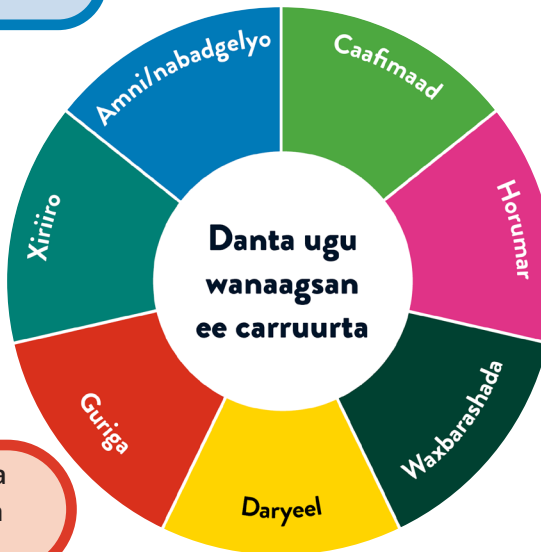 Amni/nabadgelyo
Caafimaad
Horumar
Waxbarashada
Daryeel
Guriga
Xiriiro
Danta ugu
wanaagsan
ee carruurta
a